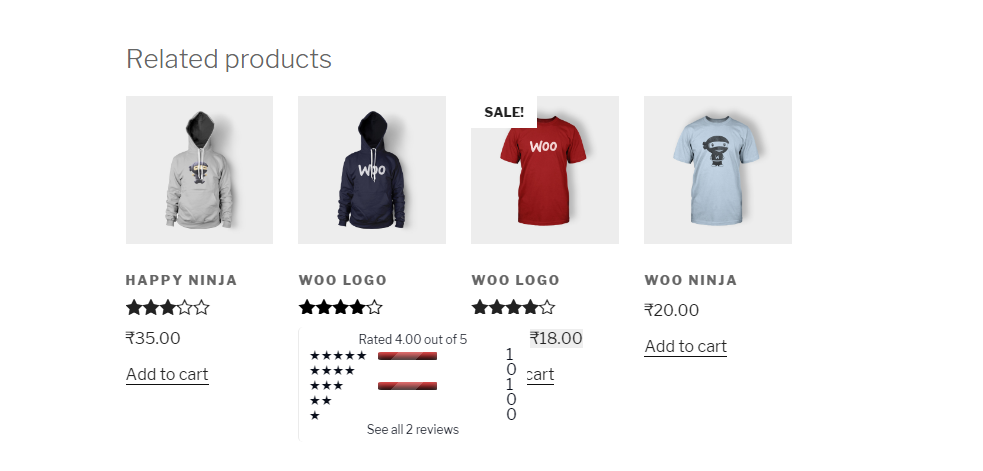 Related products
SALE!
Woo
Woo
HAPPY NINJA
WOO LOGO
WOO LOGO
WOO NINJA
₹35.00
Rated 4.00 out of 5
₹18.00
₹20.00
Add to cart
1
0
1
0
0
See all 2 reviews
cart
Add to cart